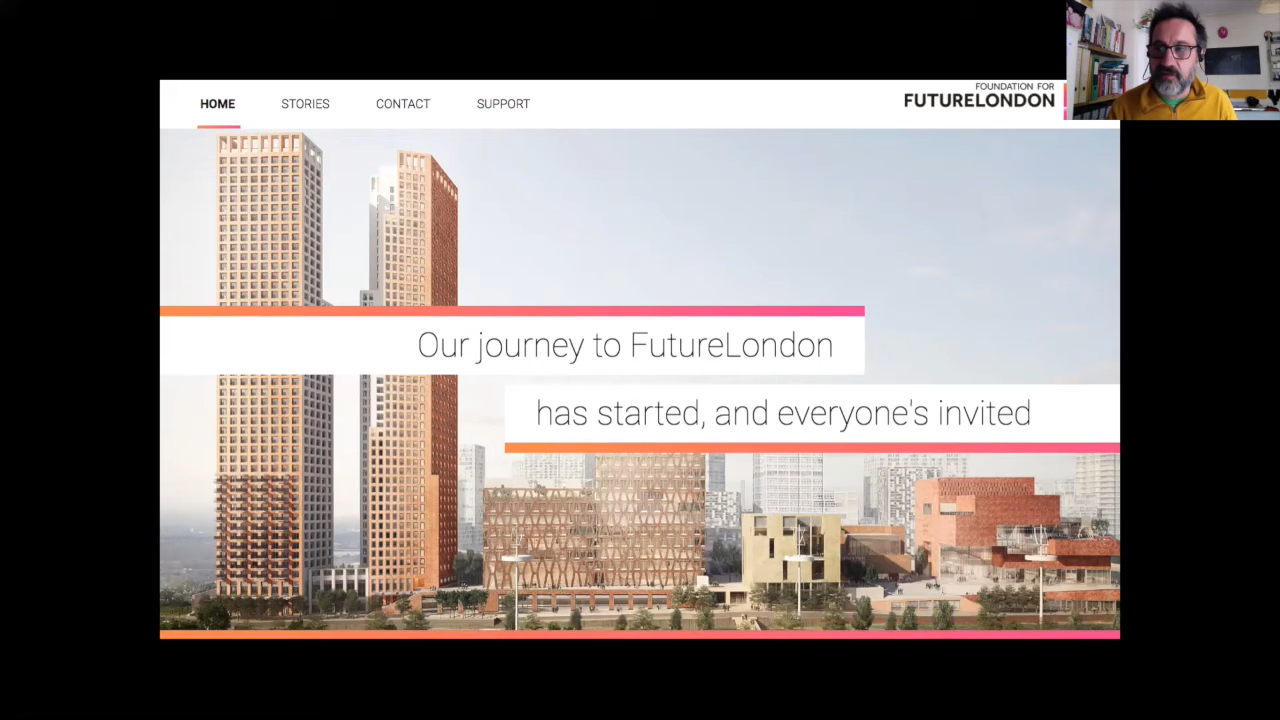 HOME
STORIES
CONTACT
SUPPORT
FOUNDATION FOR
FUTURELONDON
Our journey to FutureLondon
has started, and everyone's invited